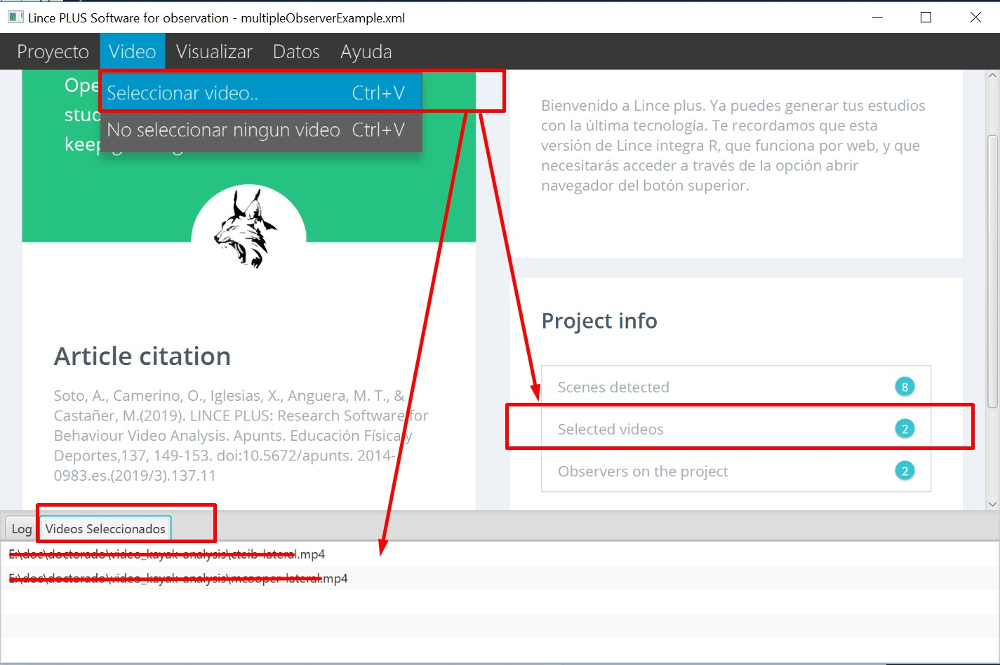 Lince PLUS Software for observation - multipleObserverExample.xml
Proyecto Video Visualizar Datos Ayuda
Seleccionar video.. Ctrl+V
No seleccionar ningun video Ctrl+V
Ope
stud
keep
Bienvenido a Lince plus. Ya puedes generar tus estudios
con la última tecnología. Te recordamos que esta
versión de Lince integra R, que funciona por web, y que
necesitarás acceder a través de la opción abrir
navegador del botón superior.
Article citation
Soto, A., Camerino, O., Iglesias, X., Anguera, M. T., &
Castañer, M.(2019). LINCE PLUS: Research Software for
Behaviour Video Analysis. Apunts. Educación Física y
Deportes,137, 149-153. doi:10.5672/apunts. 2014-
0983.es.(2019/3).137.11
Project info
Scenes detected 8
Selected videos 2
Observers on the project 2
Log Videos Seleccionados
E:\doc\doctorado\video_kayak-analysis\cteib-lateral.mp4
E:\doc\doctorado\video_kayak-analysis\mcooper-lateral.mp4